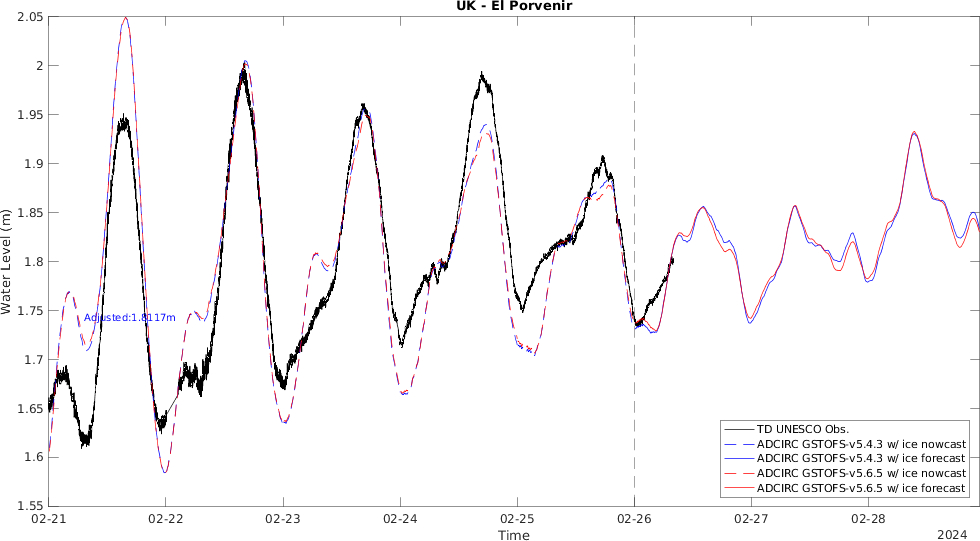 UK - El Porvenir
2.05
2
1.95
1.9
1.85
1.8
1.75
1.7
1.65
1.6
1.55
Water Level (m)
Adjusted:1.8117m
TD UNESCO Obs.
ADCIRC GSTOFS-v5.4.3 w/ ice nowcast
ADCIRC GSTOFS-v5.4.3 w/ ice forecast
ADCIRC GSTOFS-v5.6.5 w/ ice nowcast
ADCIRC GSTOFS-v5.6.5 w/ ice forecast
02-21 02-22 02-23 02-24 02-25 02-26 02-27 02-28
Time
2024